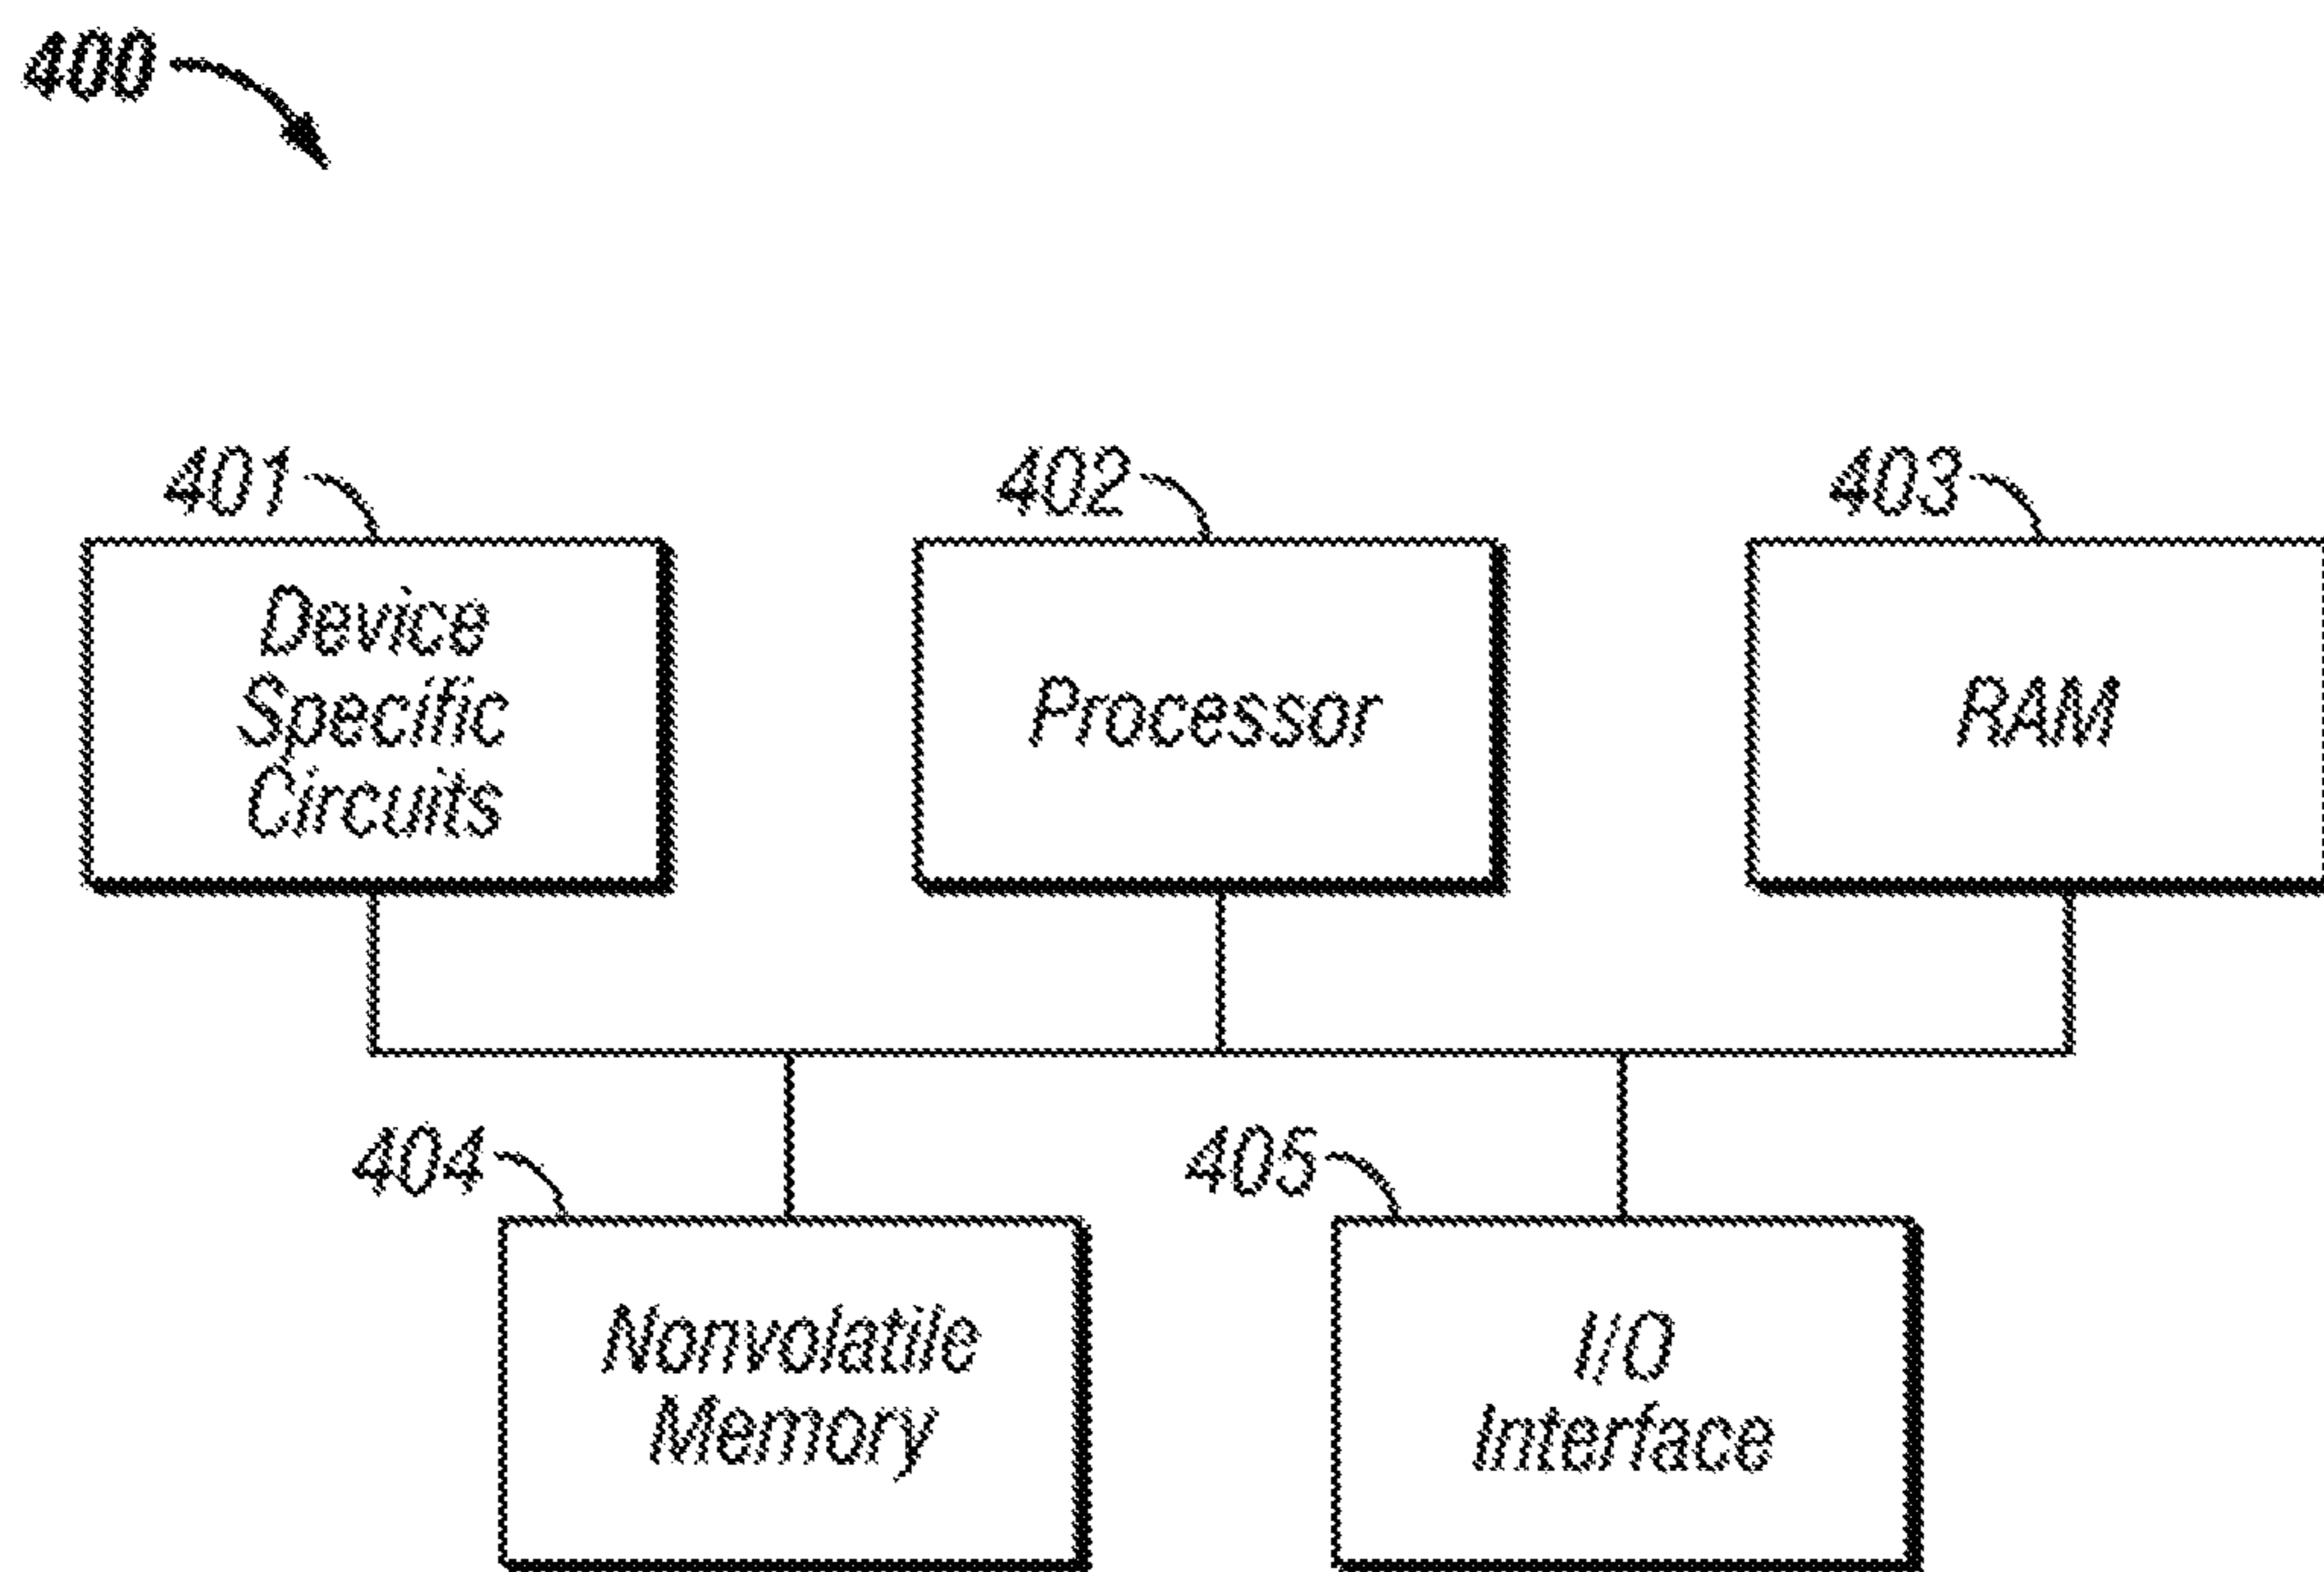 400
401
402
403
Device
Specific
Circuits
Processor
RAM
404
405
Nonvolatile
Memory
I/O
Interface